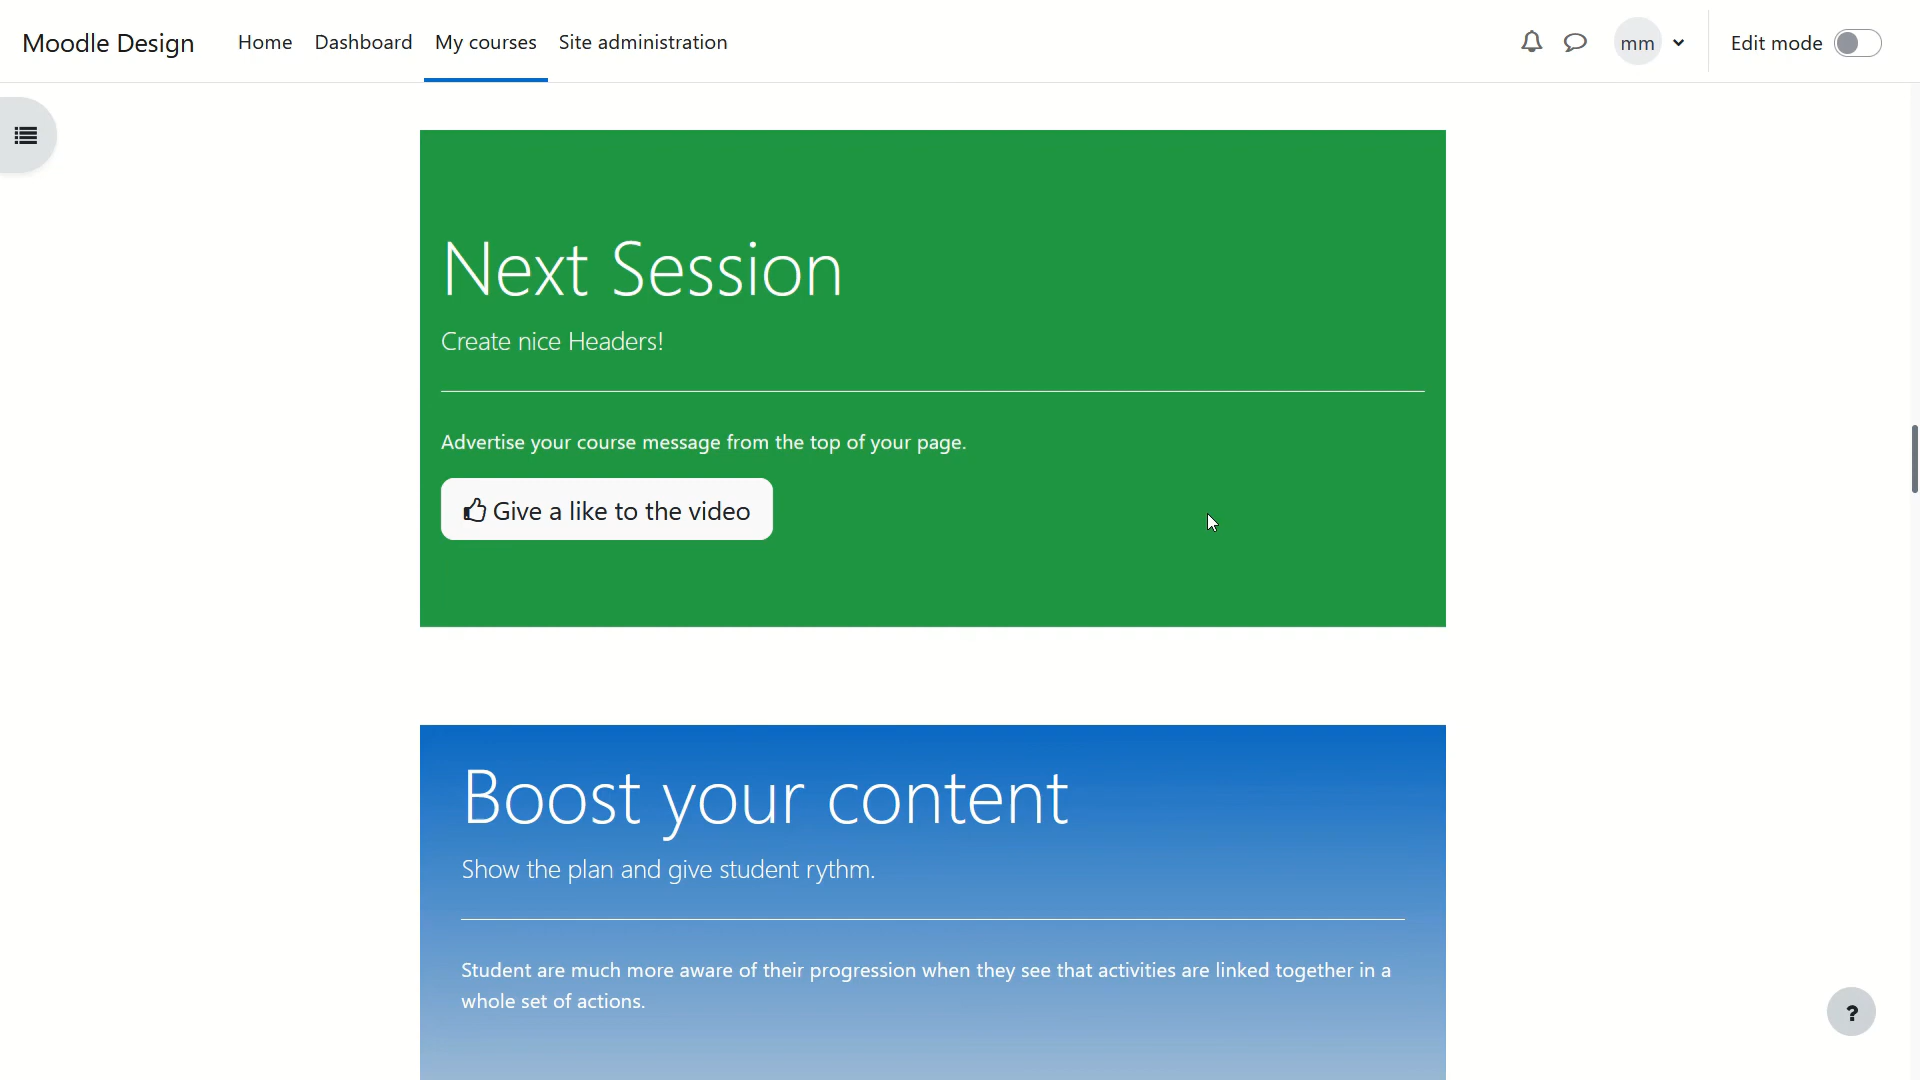 Moodle Design
Home Dashboard My courses Site administration
mm
Edit mode
Next Session
Create nice Headers!
Advertise your course message from the top of your page.
Give a like to the video
Boost your content
Show the plan and give student rythm.
Student are much more aware of their progression when they see that activities are linked together in a
whole set of actions.
?